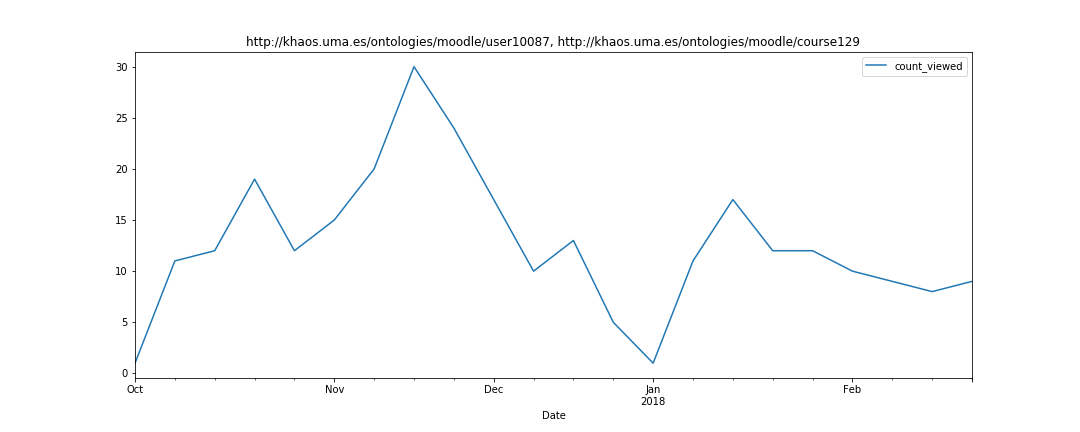 http://khaos.uma.es/ontologies/moodle/user10087, http://khaos.uma.es/ontologies/moodle/course129
count_viewed
30
25
20
15
10
5
0
Oct
Nov
Dec
Jan
2018
Feb
Date